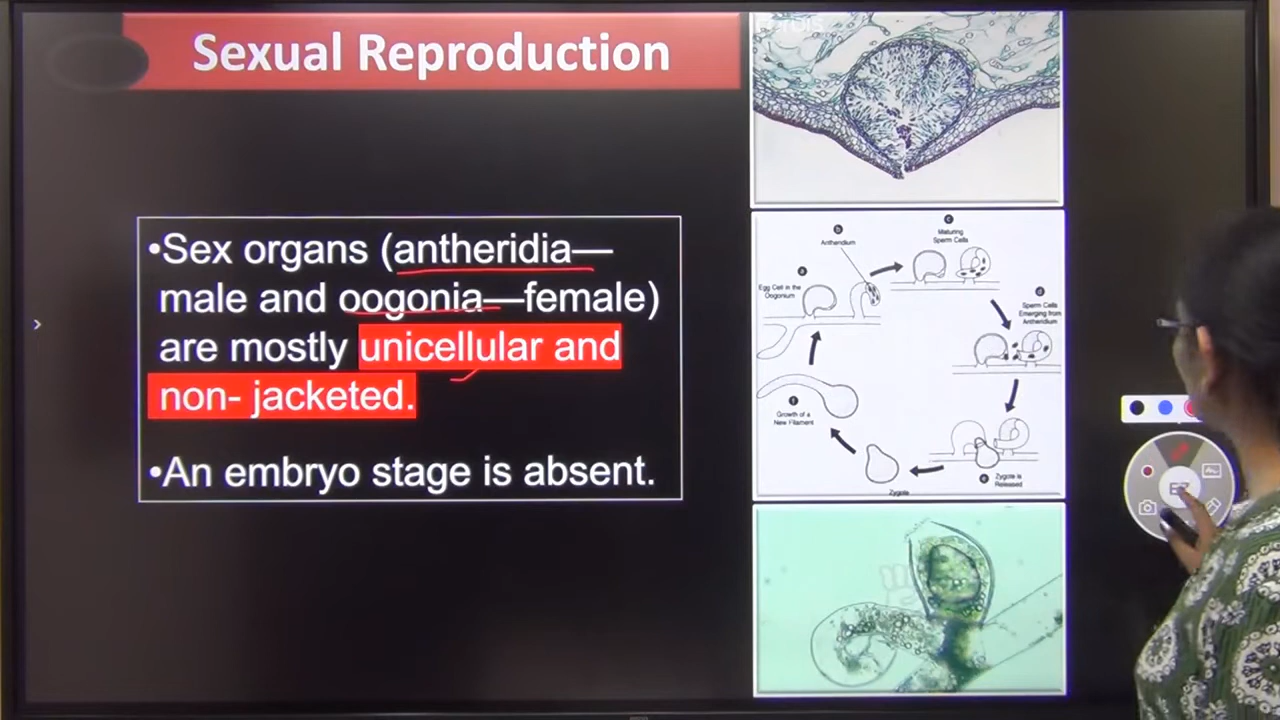 Sexual Reproduction
•Sex organs (antheridia—
male and oogonia—female)
are mostly unicellular and
non- jacketed.
•An embryo stage is absent.
b
Antheridium
c
Maturing
Sperm Cells
a
Egg Cell in the
Oogonium
d
Sperm Cells
Emerging from
Antheridium
f
Growth of a
New Filament
e
Zygote is
Released
Zygote